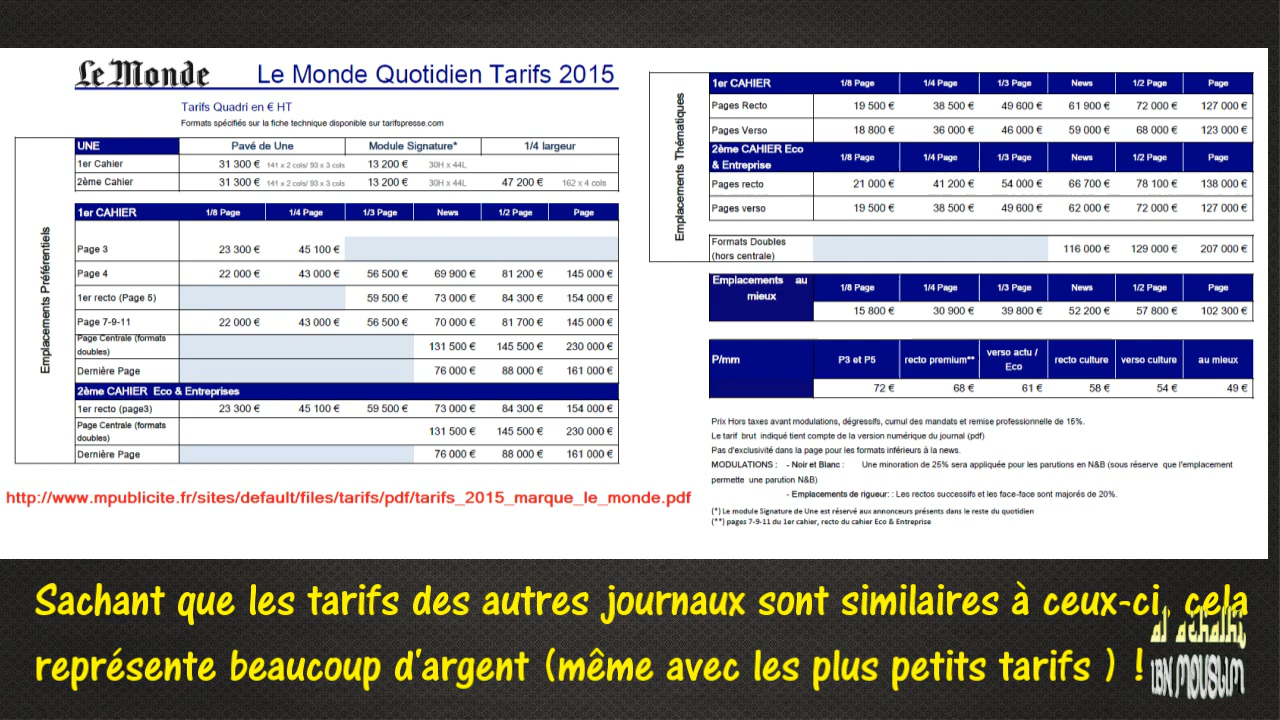 Le Monde Le Monde Quotidien Tarifs 2015
Tarifs Quadri en € HT
Formats spécifiés sur la fiche technique disponible sur tarifspresse.com
UNE Pavé de Une Module Signature* 1/4 largeur
1er Cahier 31 300 € 141 x 2 cols/ 93 x 3 cols 13 200 € 30H x 44L
2ème Cahier 31 300 € 141 x 2 cols/ 93 x 3 cols 13 200 € 30H x 44L 47 200 € 162 x 4 cols
Emplacements Préférentiels
1er CAHIER 1/8 Page 1/4 Page 1/3 Page News 1/2 Page Page
Page 3 23 300 € 45 100 €
Page 4 22 000 € 43 000 € 56 500 € 69 900 € 81 200 € 145 000 €
1er recto (Page 5) 59 500 € 73 000 € 84 300 € 154 000 €
Page 7-9-11 22 000 € 43 000 € 56 500 € 70 000 € 81 700 € 145 000 €
Page Centrale (formats
doubles) 131 500 € 145 500 € 230 000 €
Dernière Page 76 000 € 88 000 € 161 000 €
2ème CAHIER Eco & Entreprises
1er recto (page3) 23 300 € 45 100 € 59 500 € 73 000 € 84 300 € 154 000 €
Page Centrale (formats
doubles) 131 500 € 145 500 € 230 000 €
Dernière Page 76 000 € 88 000 € 161 000 €
http://www.mpublicite.fr/sites/default/files/tarifs/pdf/tarifs_2015_marque_le_monde.pdf
Emplacements Thématiques
1er CAHIER 1/8 Page 1/4 Page 1/3 Page News 1/2 Page Page
Pages Recto 19 500 € 38 500 € 49 600 € 61 900 € 72 000 € 127 000 €
Pages Verso 18 800 € 36 000 € 46 000 € 59 000 € 68 000 € 123 000 €
2ème CAHIER Eco
& Entreprise 1/8 Page 1/4 Page 1/3 Page News 1/2 Page Page
Pages recto 21 000 € 41 200 € 54 000 € 66 700 € 78 100 € 138 000 €
Pages verso 19 500 € 38 500 € 49 600 € 62 000 € 72 000 € 127 000 €
Formats Doubles
(hors centrale) 116 000 € 129 000 € 207 000 €
Emplacements au
mieux 1/8 Page 1/4 Page 1/3 Page News 1/2 Page Page
15 800 € 30 900 € 39 800 € 52 200 € 57 800 € 102 300 €
P/mm P3 et P5 recto premium** verso actu / Eco recto culture verso culture au mieux
72 € 68 € 61 € 58 € 54 € 49 €
Prix Hors taxes avant modulations, dégressifs, cumul des mandats et remise professionnelle de 15%.
Le tarif brut indiqué tient compte de la version numérique du journal (pdf)
Pas d'exclusivité dans la page pour les formats inférieurs à la news.
MODULATIONS : - Noir et Blanc : Une minoration de 25% sera appliquée pour les parutions en N&B (sous réserve que l'emplacement
permette une parution N&B)
- Emplacements de rigueur: : Les rectos successifs et les face-face sont majorés de 20%.
(*) Le module Signature de Une est réservé aux annonceurs présents dans le reste du quotidien
(**) pages 7-9-11 du 1er cahier, recto du cahier Eco & Entreprise
Sachant que les tarifs des autres journaux sont similaires à ceux-ci, cela
représente beaucoup d'argent (même avec les plus petits tarifs ) !
al achalhi
IBN MOUSLIM